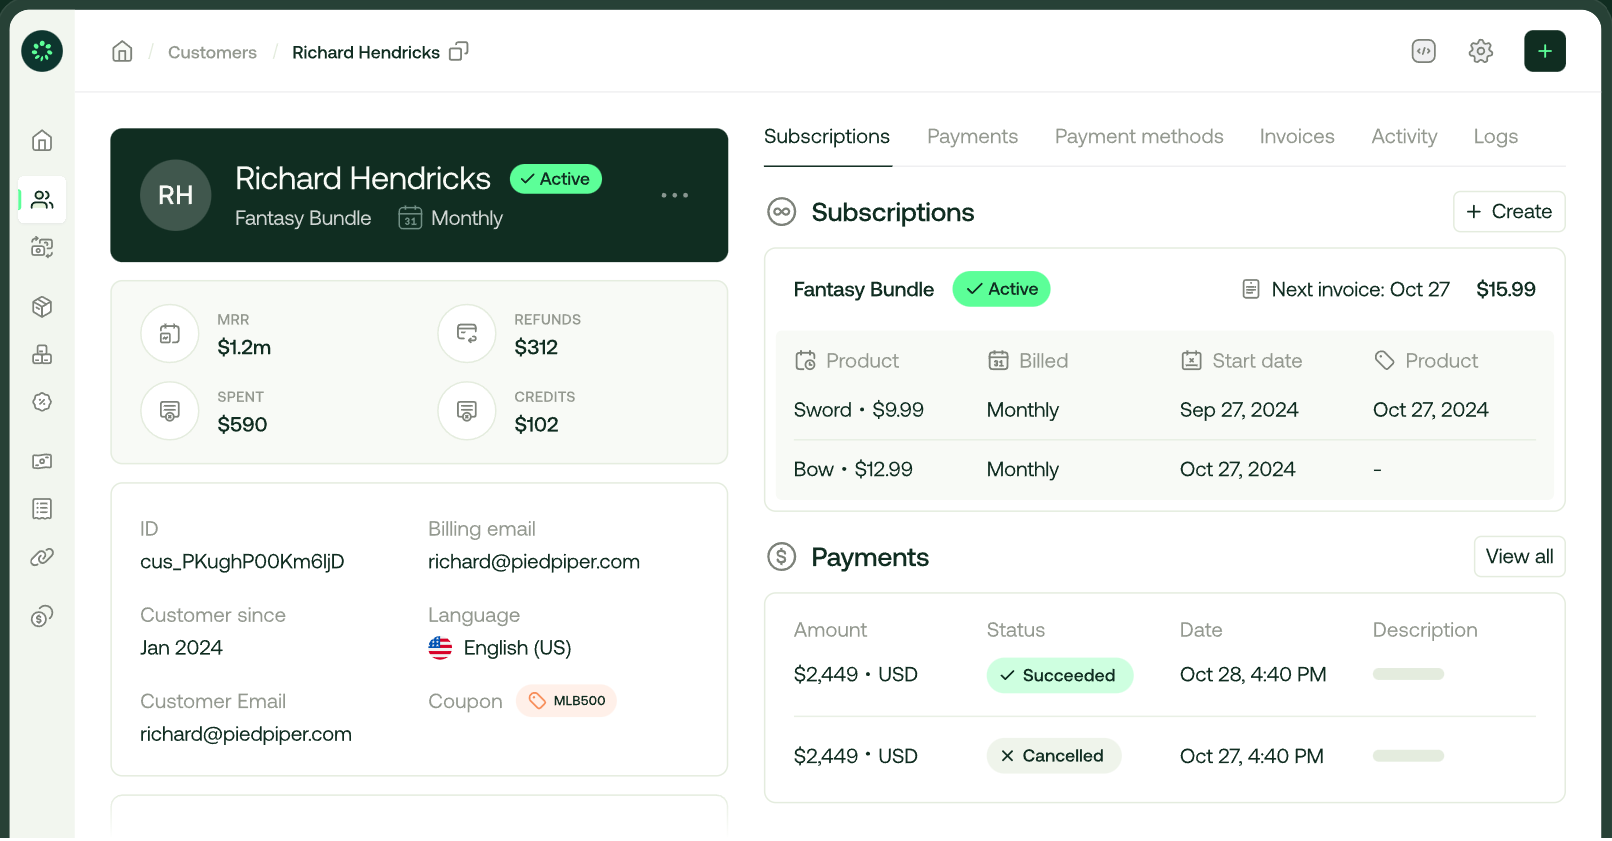 Customers / Richard Hendricks
RH
Richard Hendricks
Active
Fantasy Bundle
31
Monthly
MRR
$1.2m
REFUNDS
$312
SPENT
$590
CREDITS
$102
ID
cus_PKughP00Km6ljD
Billing email
richard@piedpiper.com
Customer since
Jan 2024
Language
English (US)
Customer Email
richard@piedpiper.com
Coupon
MLB500
Subscriptions
Payments
Payment methods
Invoices
Activity
Logs
Subscriptions
+ Create
Fantasy Bundle
Active
Next invoice: Oct 27
$15.99
Product
31
Billed
Start date
Product
Sword • $9.99
Monthly
Sep 27, 2024
Oct 27, 2024
Bow • $12.99
Monthly
Oct 27, 2024
-
$
Payments
View all
Amount
Status
Date
Description
$2,449 • USD
Succeeded
Oct 28, 4:40 PM
$2,449 • USD
Cancelled
Oct 27, 4:40 PM